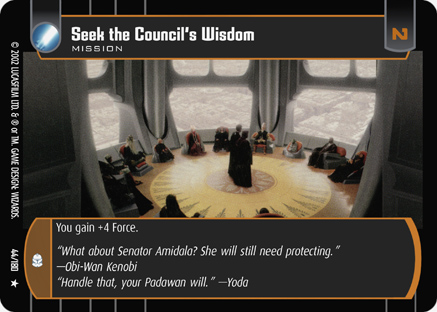 Seek the Council's Wisdom
MISSION
N
You gain +4 Force.
"What about Senator Amidala? She will still need protecting."
—Obi-Wan Kenobi
"Handle that, your Padawan will." —Yoda
© 2002 LUCASFILM LTD. & ® or TM. GAME DESIGN: WIZARDS.
44/180 ★